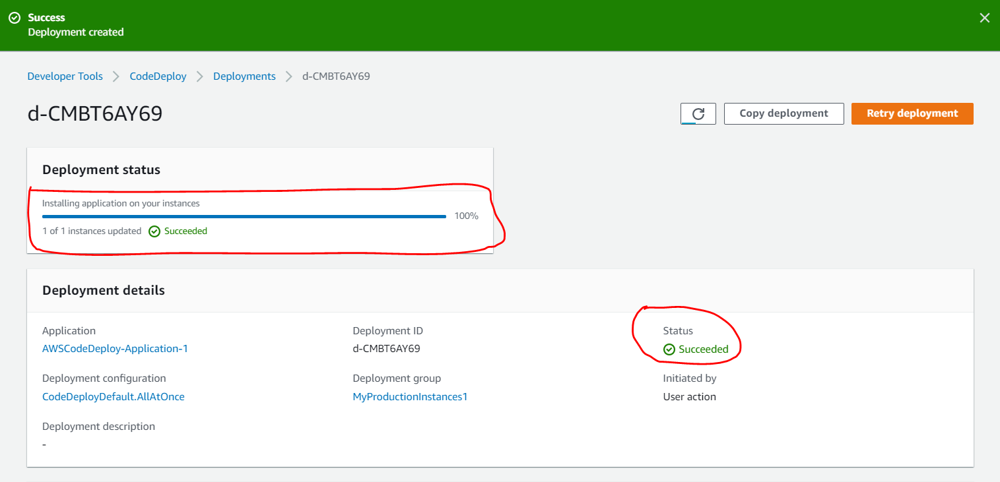 Success
Deployment created
Developer Tools CodeDeploy Deployments d-CMBT6AY69
d-CMBT6AY69
Copy deployment
Retry deployment
Deployment status
Installing application on your instances
100%
1 of 1 instances updated Succeeded
Deployment details
Application
AWSCodeDeploy-Application-1
Deployment ID
d-CMBT6AY69
Status
Succeeded
Deployment configuration
CodeDeployDefault.AllAtOnce
Deployment group
MyProductionInstances1
Initiated by
User action
Deployment description
-